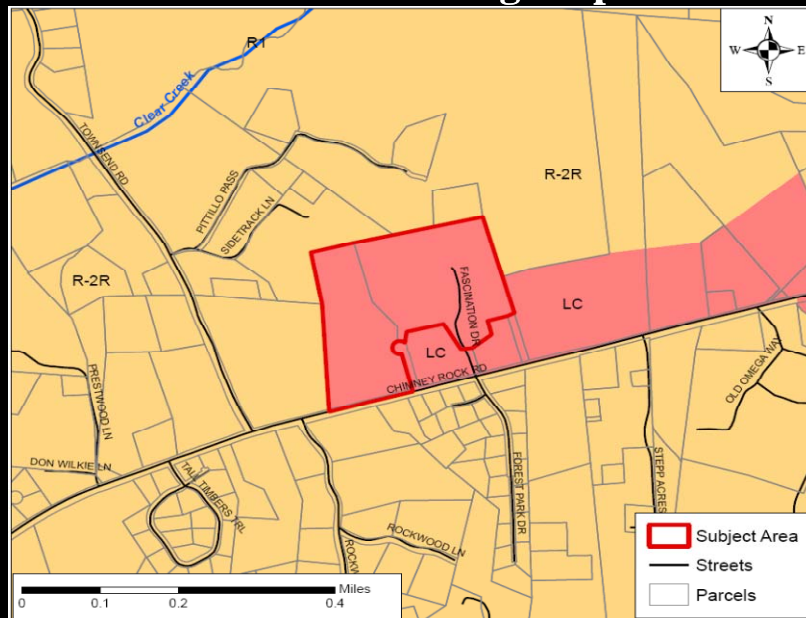 N
W E
S
R1
Clear Creek
TOWNSEND RD
PITTILLO PASS
SIDETRACK LN
R-2R
R-2R
FASCINATION DR
LC
LC
CHIMNEY ROCK RD
PRESTWOOD LN
OLD OMEGA WAY
DON WILKIE LN
TALL TIMBERS TRL
FOREST PARK DR
STEPP ACRES
ROCKWOOD LN
Subject Area
Streets
Parcels
Miles
0 0.1 0.2 0.4